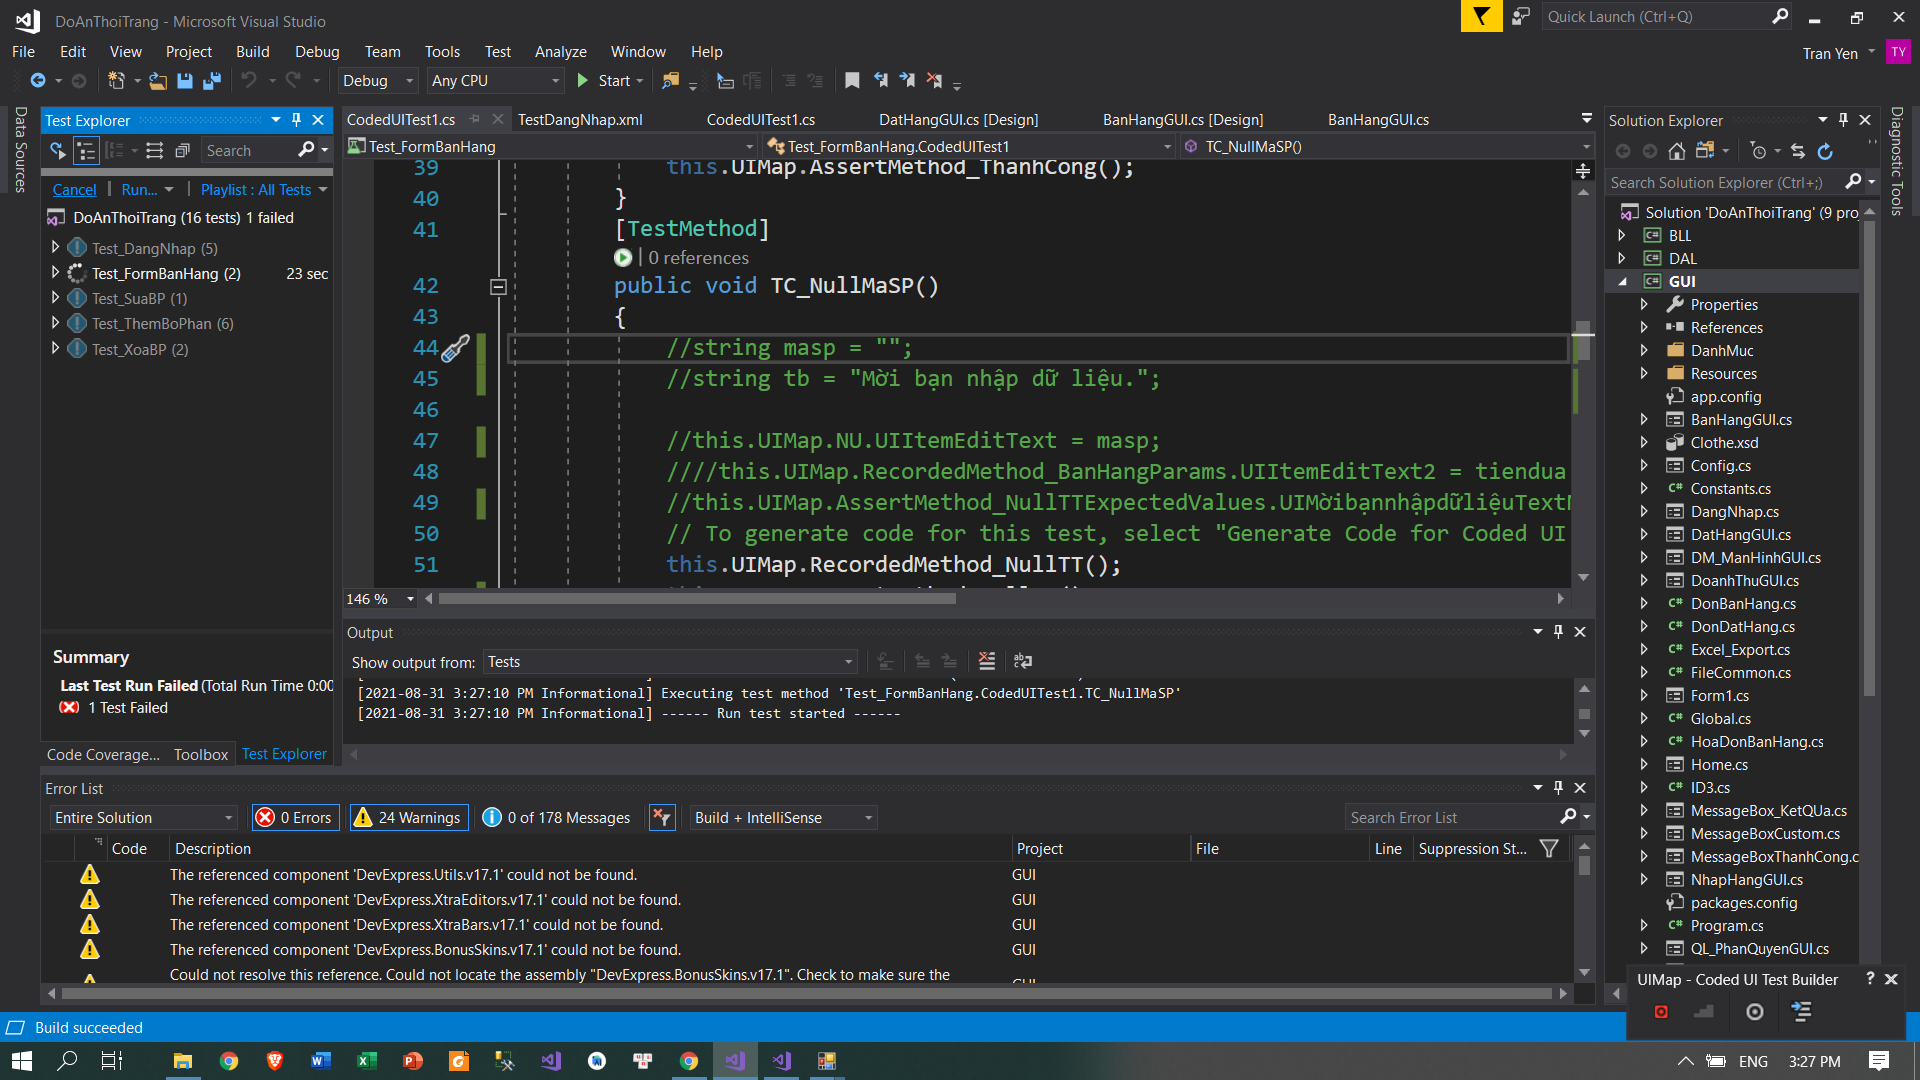 DoAnThoiTrang - Microsoft Visual Studio
Quick Launch (Ctrl+Q)
File Edit View Project Build Debug Team Tools Test Analyze Window Help
Tran Yen
TY
Debug
Any CPU
Start
Data Sources
Test Explorer
Search
Cancel
Run...
Playlist : All Tests
DoAnThoiTrang (16 tests) 1 failed
Test_DangNhap (5)
Test_FormBanHang (2) 23 sec
Test_SuaBP (1)
Test_ThemBoPhan (6)
Test_XoaBP (2)
Summary
Last Test Run Failed (Total Run Time 0:00
1 Test Failed
Code Coverage... Toolbox Test Explorer
CodedUITest1.cs TestDangNhap.xml CodedUITest1.cs DatHangGUI.cs [Design] BanHangGUI.cs [Design] BanHangGUI.cs
Test_FormBanHang Test_FormBanHang.CodedUITest1 TC_NullMaSP()
39 this.UIMap.AssertMethod_ThanhCong();
40 }
41 [TestMethod]
0 references
42 public void TC_NullMaSP()
43 {
44 //string masp = "";
45 //string tb = "Mời bạn nhập dữ liệu.";
46
47 //this.UIMap.NU.UIItemEditText = masp;
48 ////this.UIMap.RecordedMethod_BanHangParams.UIItemEditText2 = tiendua
49 //this.UIMap.AssertMethod_NullTTExpectedValues.UIMờibạnnhậpdữliệuText
50 // To generate code for this test, select "Generate Code for Coded UI
51 this.UIMap.RecordedMethod_NullTT();
146 %
Output
Show output from: Tests
[2021-08-31 3:27:10 PM Informational] Executing test method 'Test_FormBanHang.CodedUITest1.TC_NullMaSP'
[2021-08-31 3:27:10 PM Informational] ------ Run test started ------
Error List
Entire Solution
0 Errors
24 Warnings
0 of 178 Messages
Build + IntelliSense
Search Error List
Code Description Project File Line Suppression St...
The referenced component 'DevExpress.Utils.v17.1' could not be found. GUI
The referenced component 'DevExpress.XtraEditors.v17.1' could not be found. GUI
The referenced component 'DevExpress.XtraBars.v17.1' could not be found. GUI
The referenced component 'DevExpress.BonusSkins.v17.1' could not be found. GUI
Could not resolve this reference. Could not locate the assembly "DevExpress.BonusSkins.v17.1". Check to make sure the GUI
Solution Explorer
Search Solution Explorer (Ctrl+;)
Solution 'DoAnThoiTrang' (9 pro
BLL
DAL
GUI
Properties
References
DanhMuc
Resources
app.config
BanHangGUI.cs
Clothe.xsd
Config.cs
Constants.cs
DangNhap.cs
DatHangGUI.cs
DM_ManHinhGUI.cs
DoanhThuGUI.cs
DonBanHang.cs
DonDatHang.cs
Excel_Export.cs
FileCommon.cs
Form1.cs
Global.cs
HoaDonBanHang.cs
Home.cs
ID3.cs
MessageBox_KetQUa.cs
MessageBoxCustom.cs
MessageBoxThanhCong.c
NhapHangGUI.cs
packages.config
Program.cs
QL_PhanQuyenGUI.cs
Diagnostic Tools
UIMap - Coded UI Test Builder
Build succeeded
ENG 3:27 PM